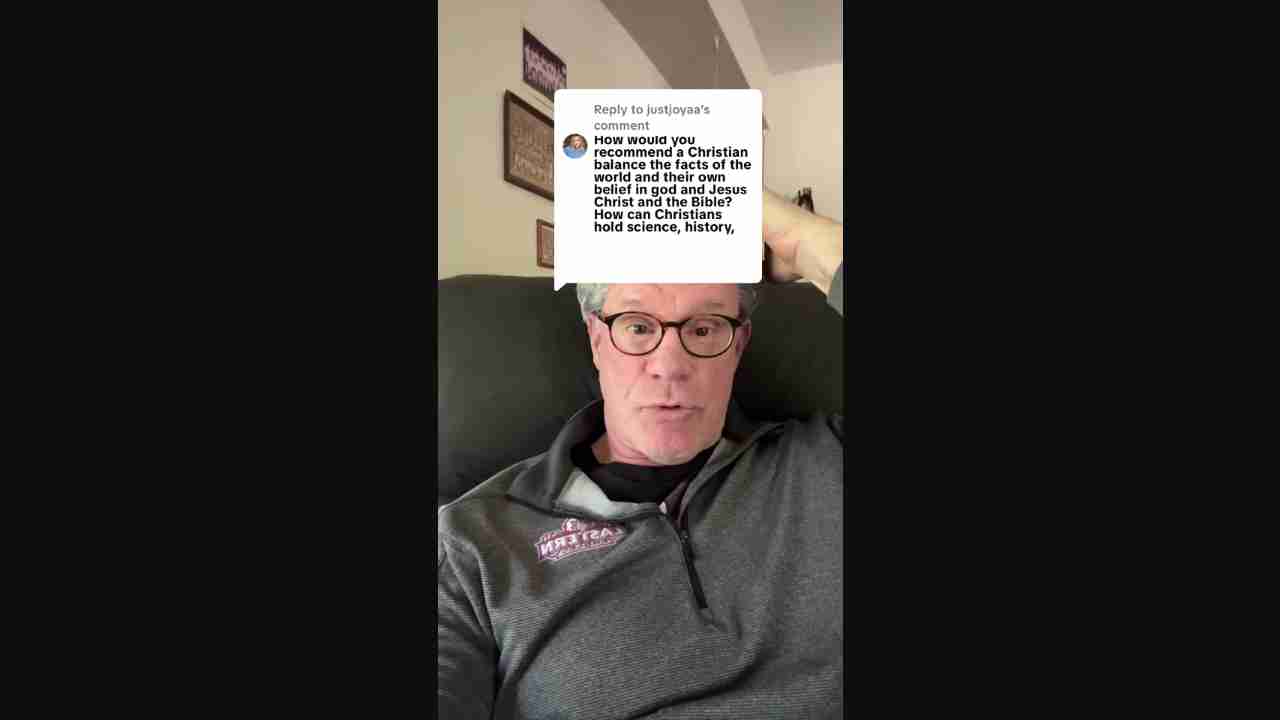 Reply to justjoyaa's
comment
How would you
recommend a Christian
balance the facts of the
world and their own
belief in god and Jesus
Christ and the Bible?
How can Christians
hold science, history,
EASTERN